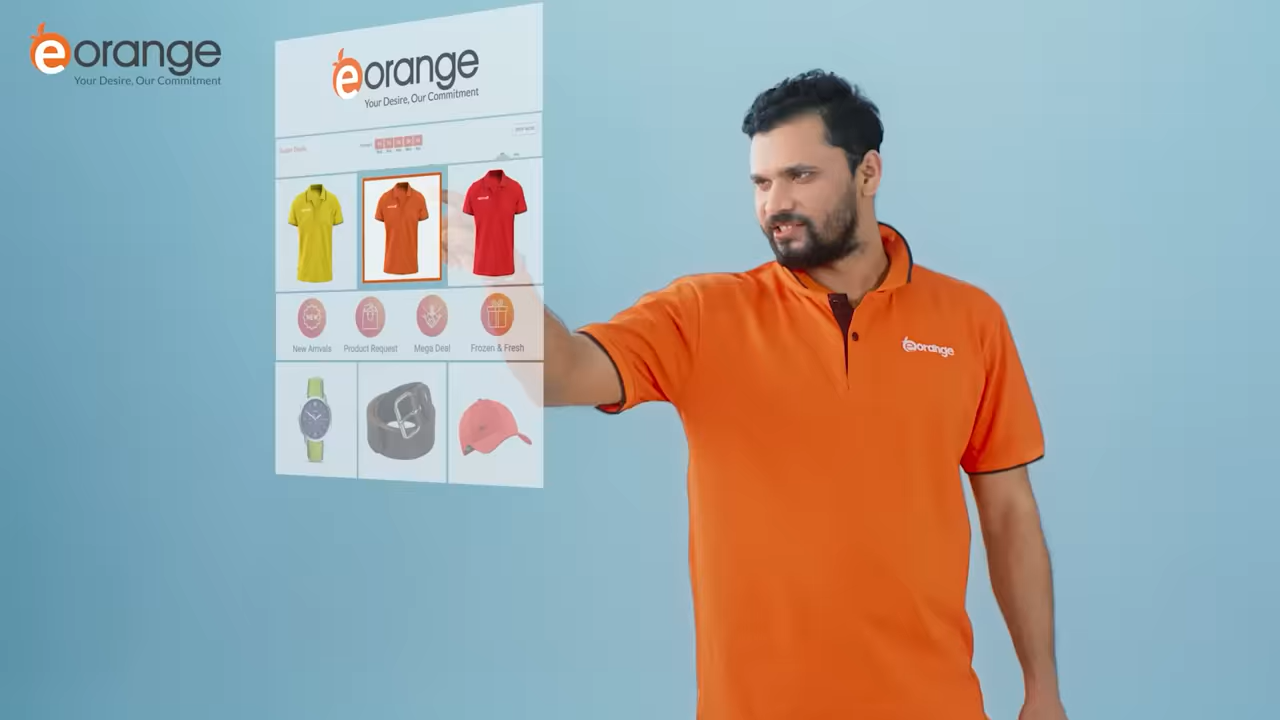 eorange
Your Desire, Our Commitment
eorange
Your Desire, Our Commitment
New Arrivals
Product Request
Mega Deal
Frozen & Fresh
NEW
eorange